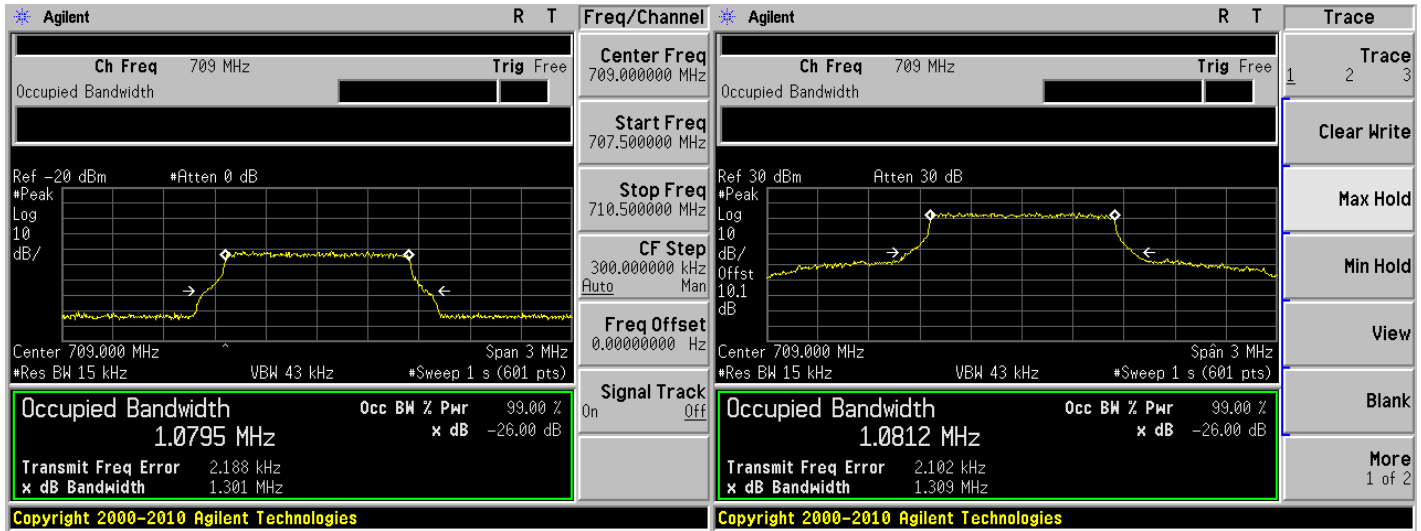 Agilent R T
Freq/Channel
Ch Freq 709 MHz Trig Free
Occupied Bandwidth
Center Freq
709.000000 MHz
Start Freq
707.500000 MHz
Stop Freq
710.500000 MHz
CF Step
300.000000 kHz
Auto Man
Freq Offset
0.00000000 Hz
Signal Track
On Off
Ref -20 dBm #Atten 0 dB
#Peak
Log
10
dB/
Center 709.000 MHz Span 3 MHz
#Res BW 15 kHz VBW 43 kHz #Sweep 1 s (601 pts)
Occupied Bandwidth Occ BW % Pwr 99.00 %
1.0795 MHz x dB -26.00 dB
Transmit Freq Error 2.188 kHz
x dB Bandwidth 1.301 MHz
Copyright 2000-2010 Agilent Technologies
Agilent R T
Trace
Ch Freq 709 MHz Trig Free
Occupied Bandwidth
Trace
1 2 3
Clear Write
Max Hold
Min Hold
View
Blank
More
1 of 2
Ref 30 dBm Atten 30 dB
#Peak
Log
10
dB/
Offst
10.1
dB
Center 709.000 MHz Spân 3 MHz
#Res BW 15 kHz VBW 43 kHz #Sweep 1 s (601 pts)
Occupied Bandwidth Occ BW % Pwr 99.00 %
1.0812 MHz x dB -26.00 dB
Transmit Freq Error 2.102 kHz
x dB Bandwidth 1.309 MHz
Copyright 2000-2010 Agilent Technologies